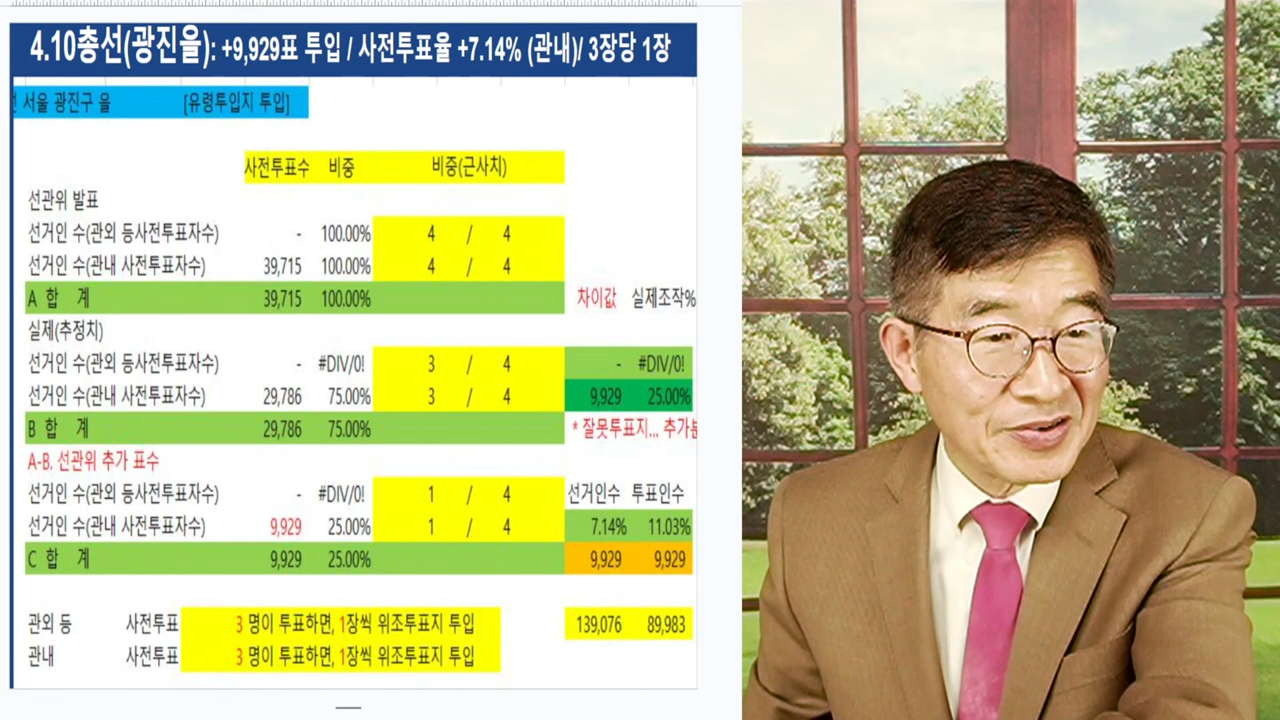 4.10총선(광진을): +9,929표 투입 / 사전투표율 +7.14% (관내)/ 3장당 1장
서울 광진구 을 [유령투입지 투입]
사전투표수 비중 비중(근사치)
선관위 발표
선거인 수(관외 등사전투표자수) - 100.00% 4 / 4
선거인 수(관내 사전투표자수) 39,715 100.00% 4 / 4
A 합 계 39,715 100.00% 차이값 실제조작%
실제(추정치)
선거인 수(관외 등사전투표자수) - #DIV/0! 3 / 4 - #DIV/0!
선거인 수(관내 사전투표자수) 29,786 75.00% 3 / 4 9,929 25.00%
B 합 계 29,786 75.00% * 잘못투표지... 추가
A-B. 선관위 추가 표수
선거인 수(관외 등사전투표자수) - #DIV/0! 1 / 4 선거인수 투표인수
선거인 수(관내 사전투표자수) 9,929 25.00% 1 / 4 7.14% 11.03%
C 합 계 9,929 25.00% 9,929 9,929
관외 등 사전투표 3 명이 투표하면, 1장씩 위조투표지 투입 139,076 89,983
관내 사전투표 3 명이 투표하면, 1장씩 위조투표지 투입